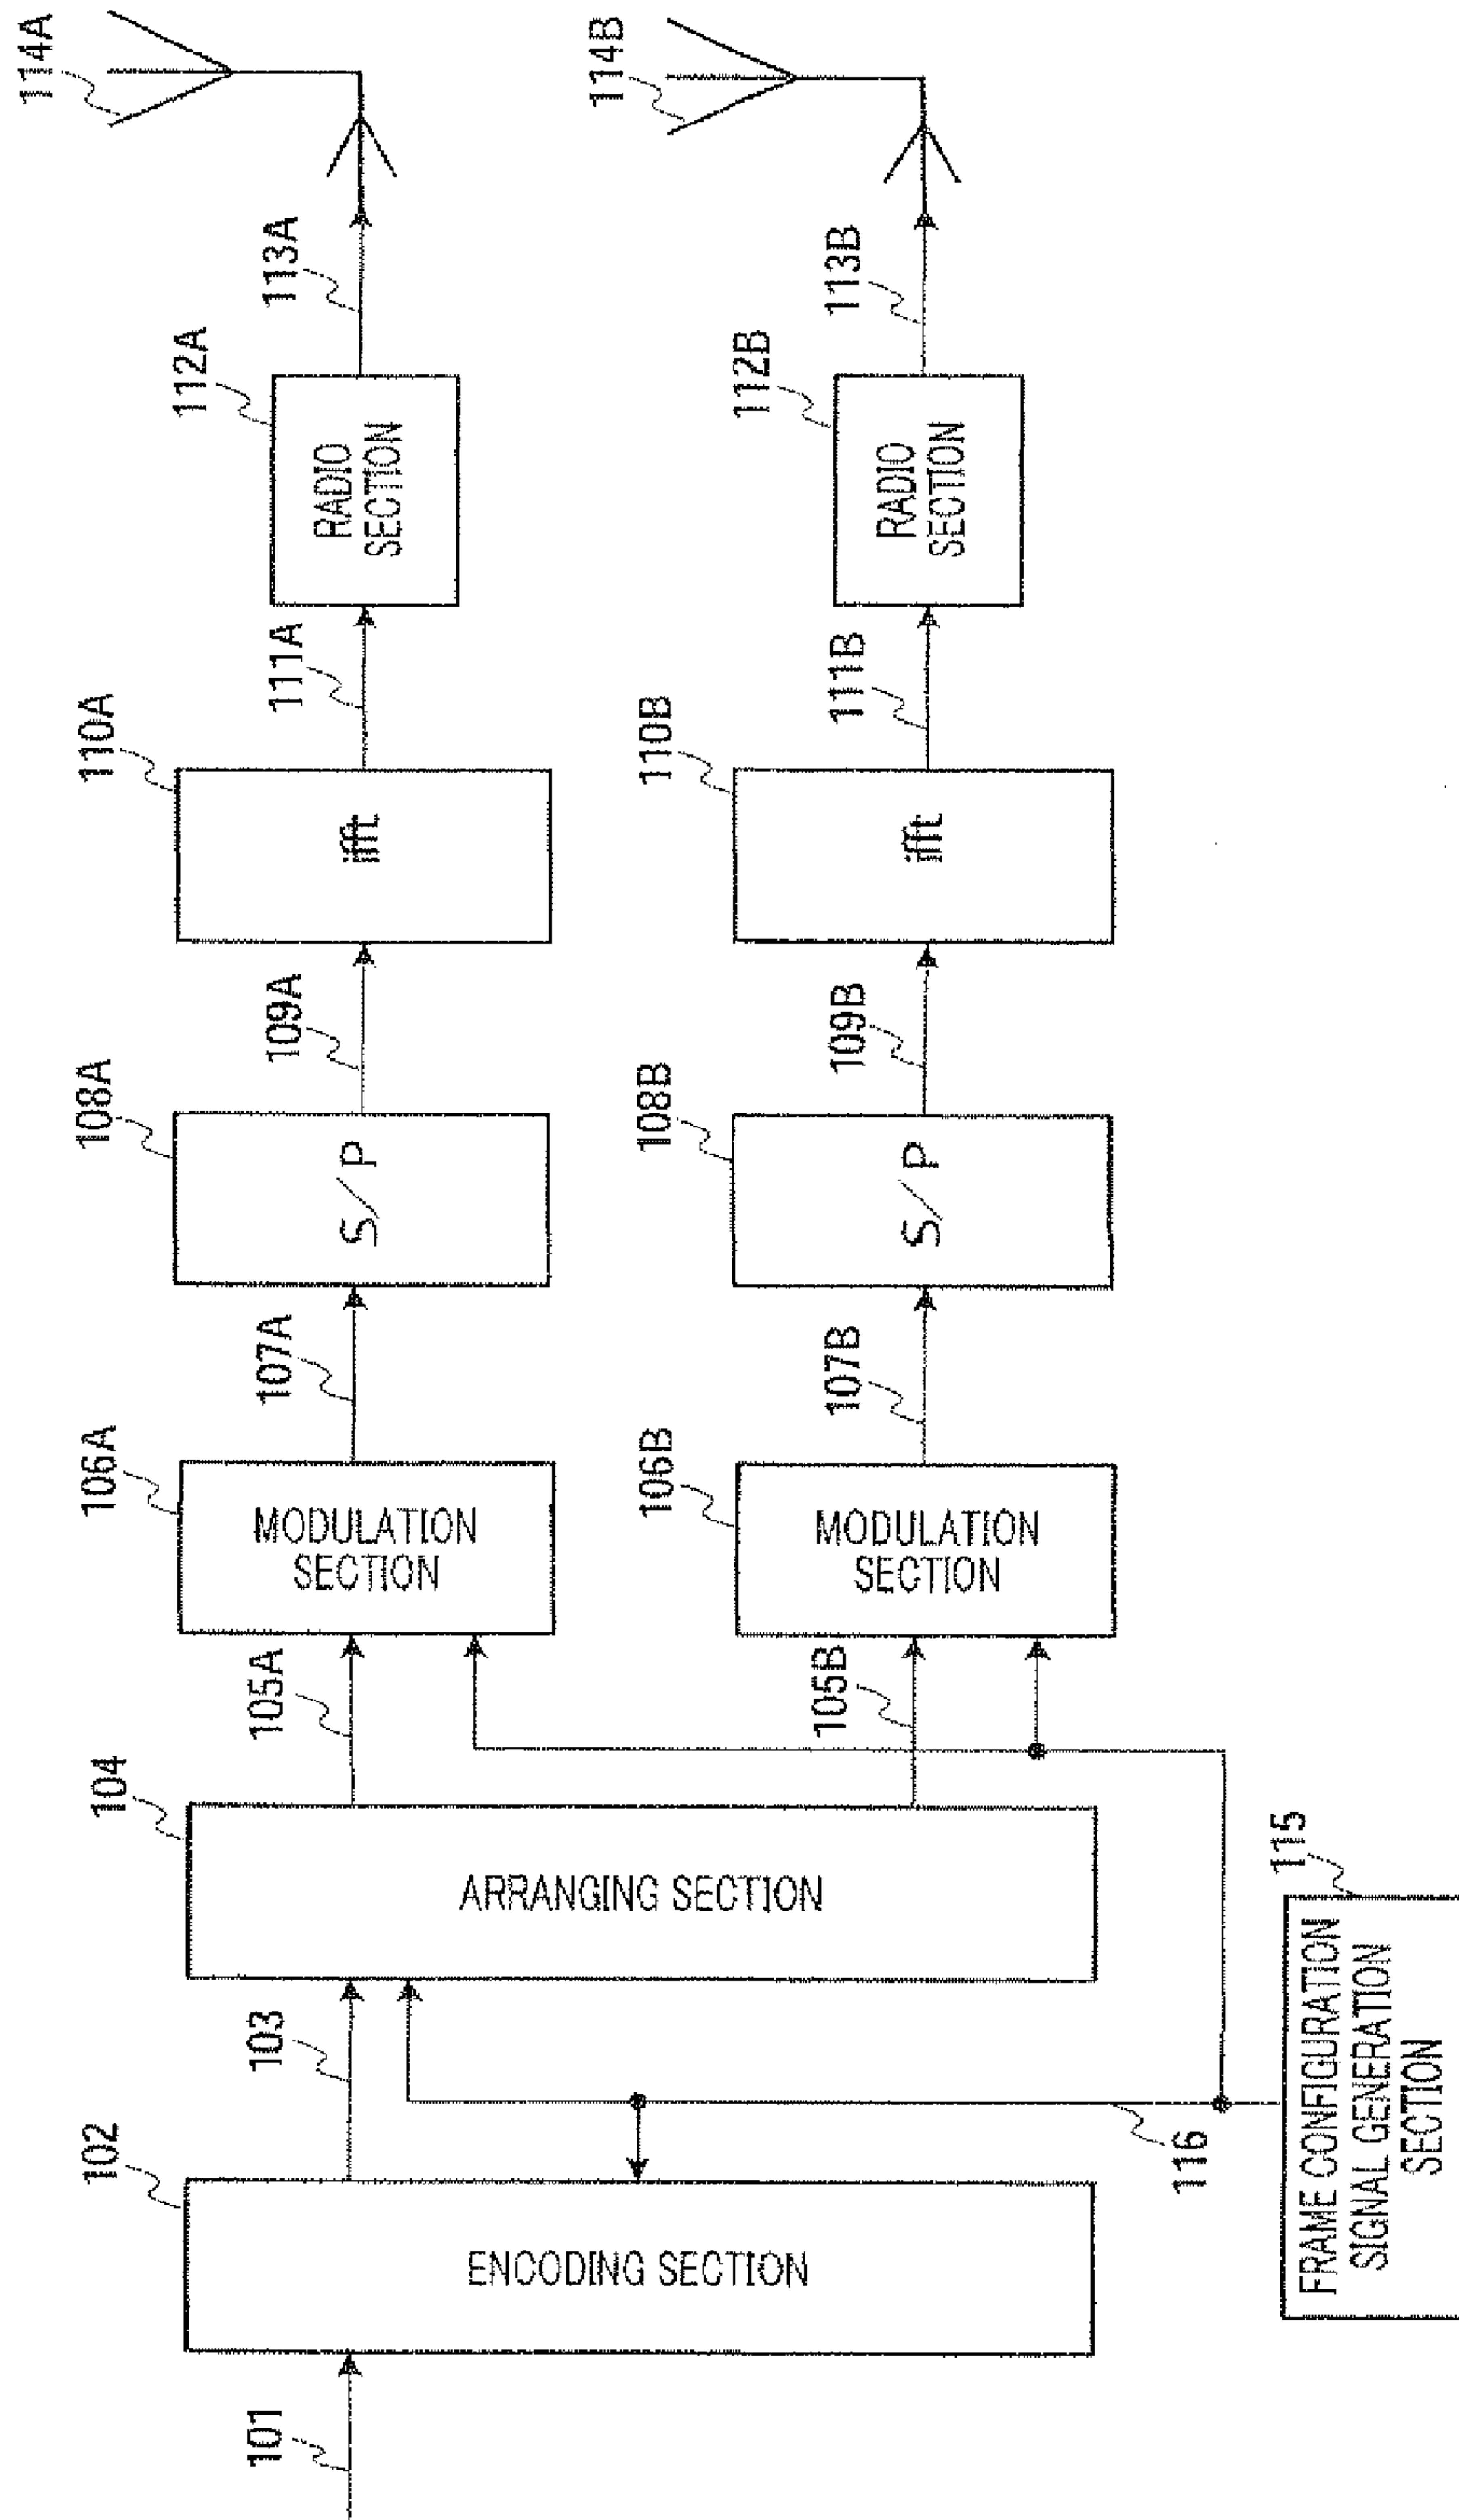 101
102
ENCODING SECTION
103
104
ARRANGING SECTION
105A
106A
MODULATION
SECTION
107A
108A
S/P
109A
110A
ifft
111A
112A
RADIO
SECTION
113A
114A
105B
106B
MODULATION
SECTION
107B
108B
S/P
109B
110B
ifft
111B
112B
RADIO
SECTION
113B
114B
116
115
FRAME CONFIGURATION
SIGNAL GENERATION
SECTION